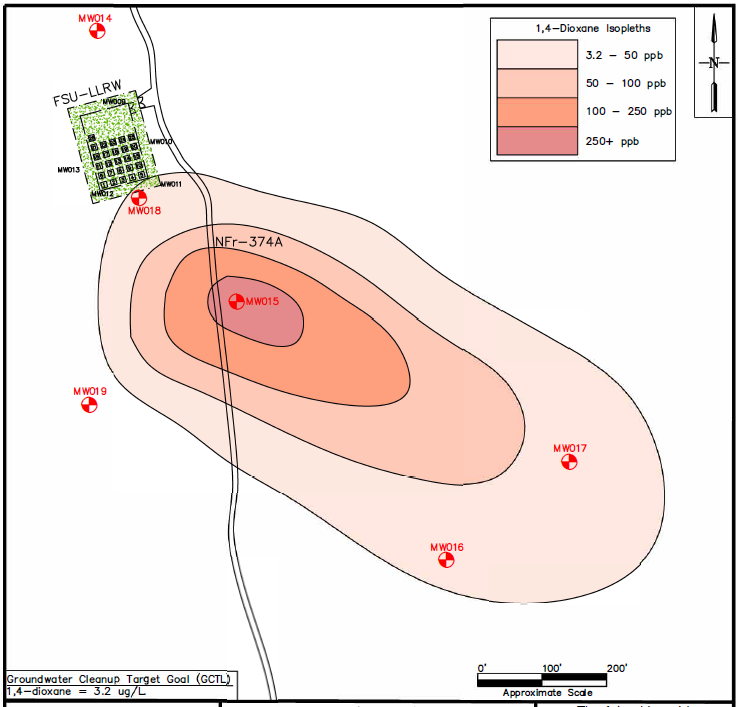 MW014
1,4-Dioxane Isopleths
3.2 - 50 ppb
50 - 100 ppb
100 - 250 ppb
250+ ppb
N
FSU-LLRW
MW009
MW010
MW013
MW011
MW012
MW018
NFr-374A
MW015
MW019
MW017
MW016
Groundwater Cleanup Target Goal (GCTL)
1,4-dioxane = 3.2 ug/L
0' 100' 200'
Approximate Scale